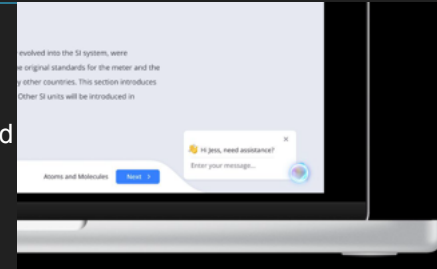 revolved into the SI system, were
e original standards for the meter and the
y other countries. This section introduces
Other SI units will be introduced in
d
Hi Jess, need assistance?
Enter your message...
Atoms and Molecules
Next